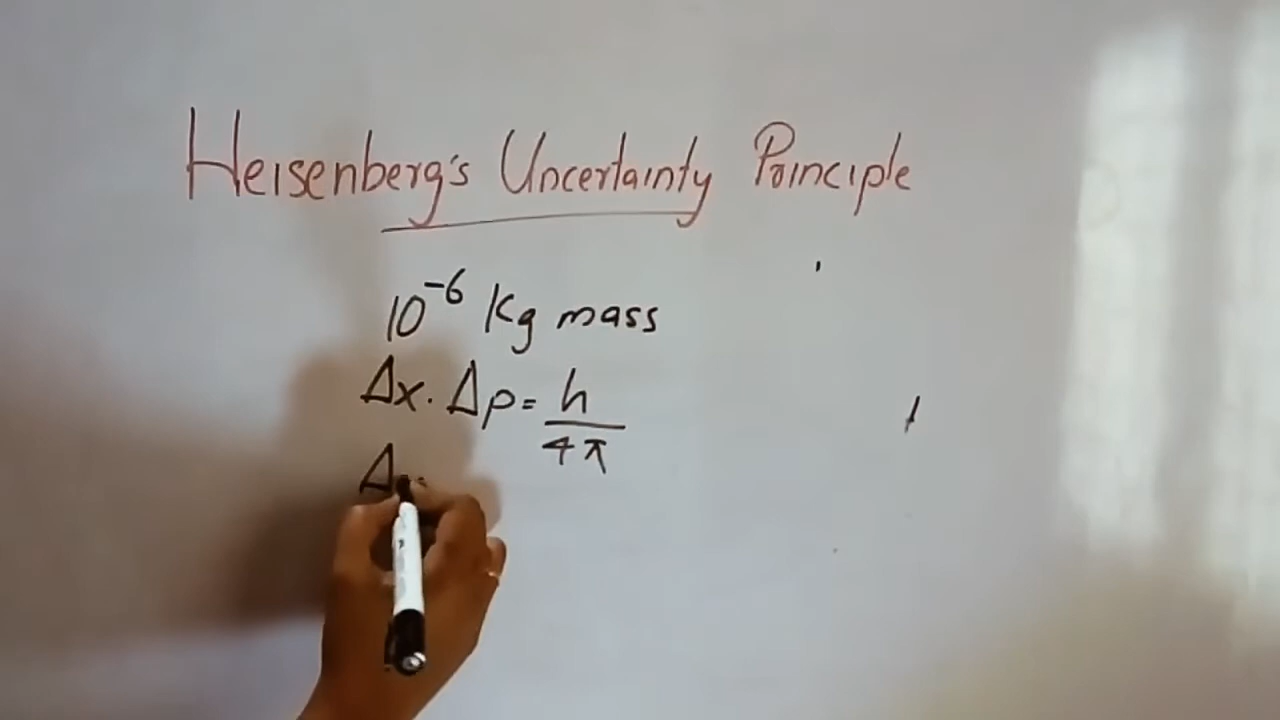 Heisenberg's Uncertainty Principle
10⁻⁶ Kg mass
Δx. Δp = h
4π
Δ